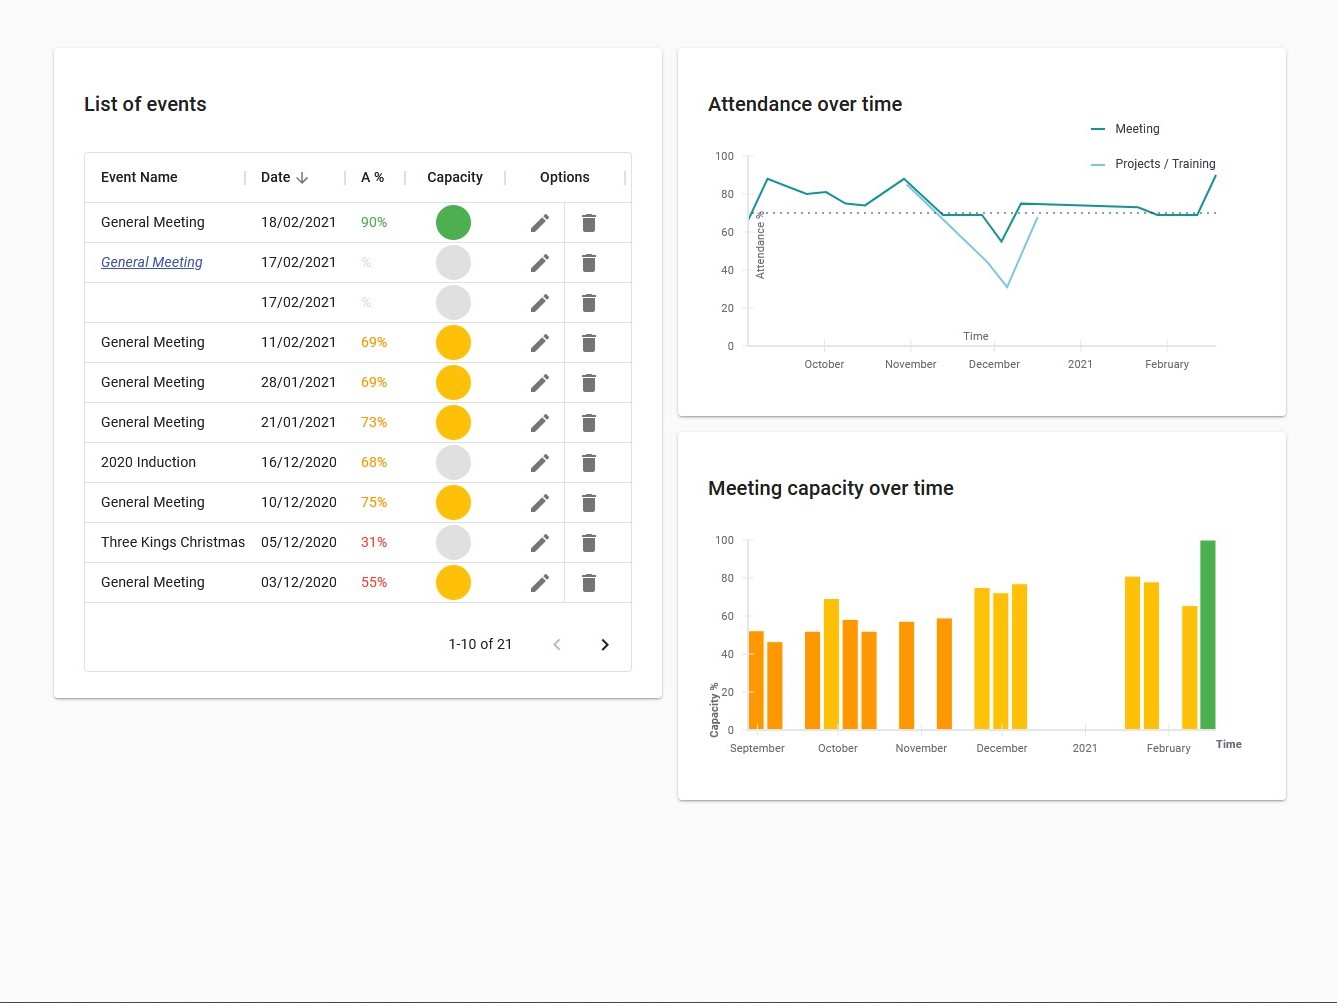 List of events
Event Name Date A % Capacity Options
General Meeting 18/02/2021 90%
General Meeting 17/02/2021 %
17/02/2021 %
General Meeting 11/02/2021 69%
General Meeting 28/01/2021 69%
General Meeting 21/01/2021 73%
2020 Induction 16/12/2020 68%
General Meeting 10/12/2020 75%
Three Kings Christmas 05/12/2020 31%
General Meeting 03/12/2020 55%
1-10 of 21
Attendance over time
Meeting
Projects / Training
100
80
60
40
20
0
Attendance %
Time
October November December 2021 February
Meeting capacity over time
100
80
60
40
20
0
Capacity %
September October November December 2021 February
Time